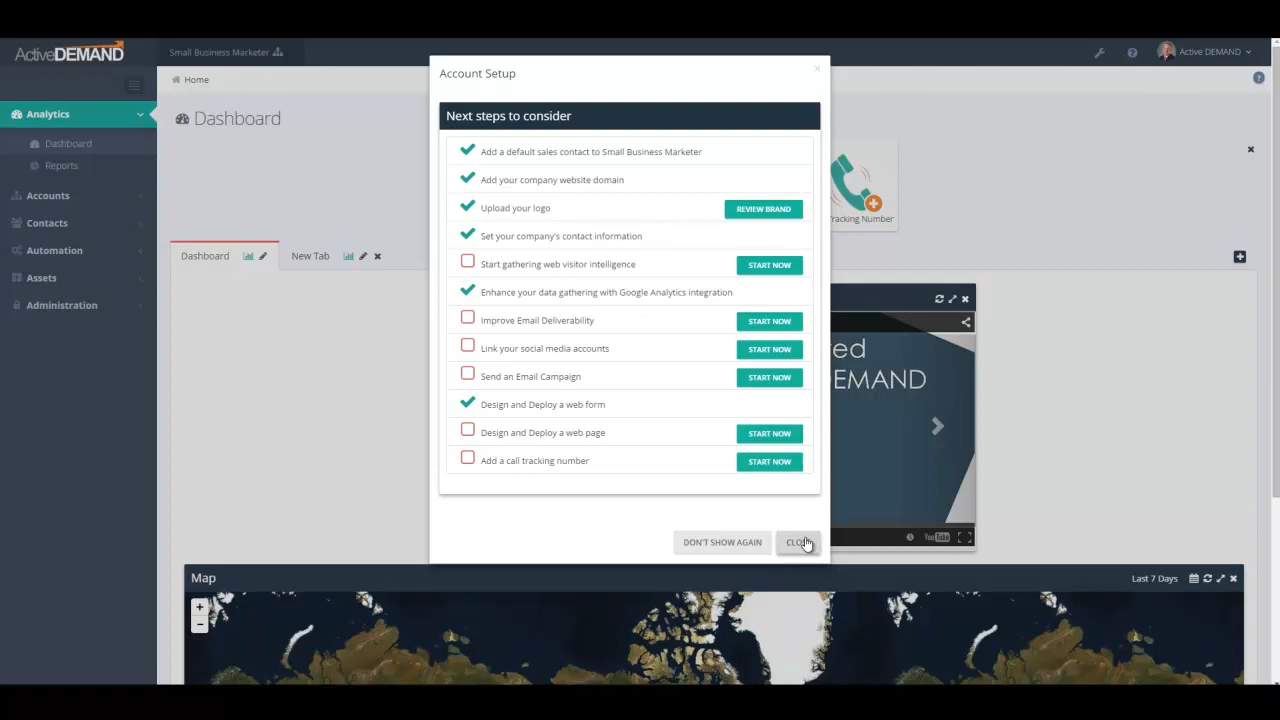 ActiveDEMAND
Small Business Marketer
Active DEMAND
Home
Analytics
Dashboard
Reports
Accounts
Contacts
Automation
Assets
Administration
Dashboard
Tracking Number
Dashboard
New Tab
Account Setup
Next steps to consider
Add a default sales contact to Small Business Marketer
Add your company website domain
Upload your logo
REVIEW BRAND
Set your company's contact information
Start gathering web visitor intelligence
START NOW
Enhance your data gathering with Google Analytics integration
Improve Email Deliverability
START NOW
Link your social media accounts
START NOW
Send an Email Campaign
START NOW
Design and Deploy a web form
Design and Deploy a web page
START NOW
Add a call tracking number
START NOW
DON'T SHOW AGAIN
YouTube
Map
Last 7 Days